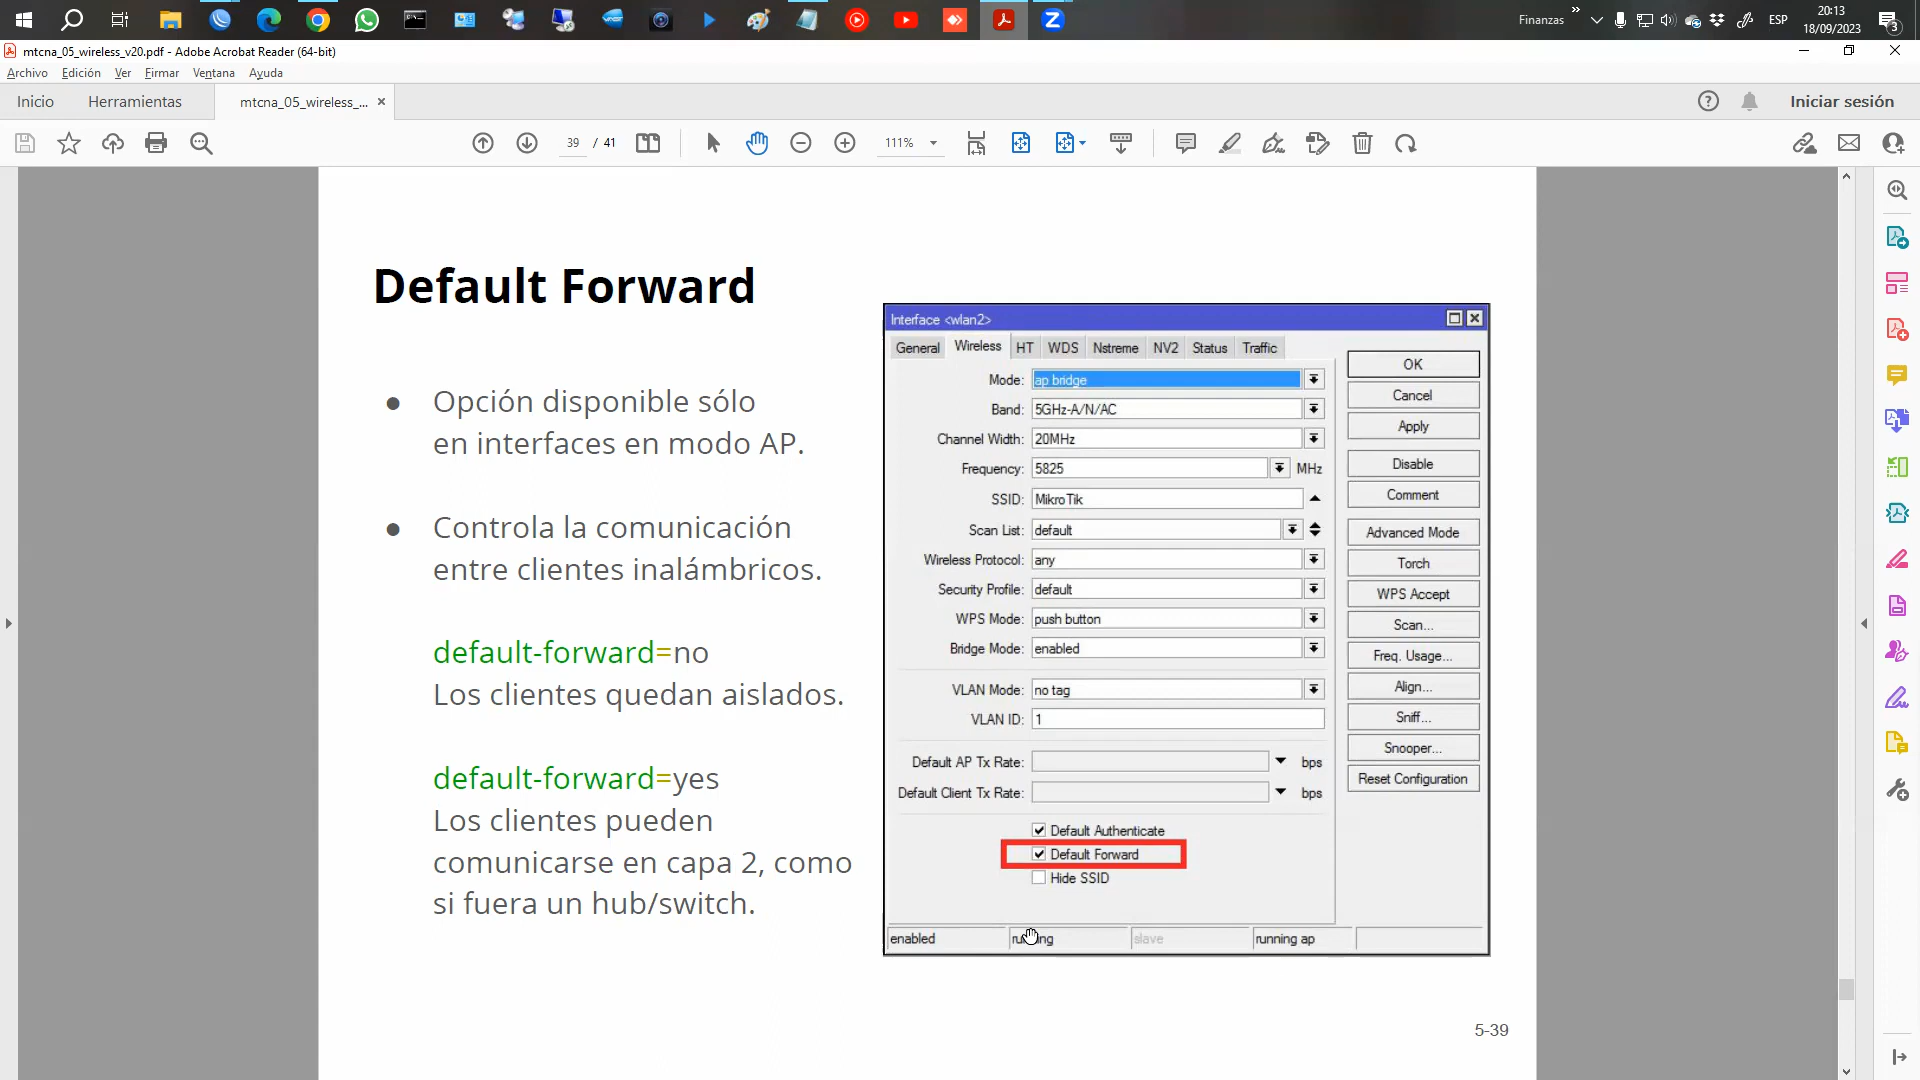 Finanzas
ESP
20:13
18/09/2023
3
mtcna_05_wireless_v20.pdf - Adobe Acrobat Reader (64-bit)
Archivo Edición Ver Firmar Ventana Ayuda
Inicio Herramientas mtcna_05_wireless_... × Iniciar sesión
39 / 41 111%
Default Forward
● Opción disponible sólo
en interfaces en modo AP.
● Controla la comunicación
entre clientes inalámbricos.
default-forward=no
Los clientes quedan aislados.
default-forward=yes
Los clientes pueden
comunicarse en capa 2, como
si fuera un hub/switch.
Interface <wlan2>
General Wireless HT WDS Nstreme NV2 Status Traffic
Mode: ap bridge
Band: 5GHz-A/N/AC
Channel Width: 20MHz
Frequency: 5825 MHz
SSID: MikroTik
Scan List: default
Wireless Protocol: any
Security Profile: default
WPS Mode: push button
Bridge Mode: enabled
VLAN Mode: no tag
VLAN ID: 1
Default AP Tx Rate: bps
Default Client Tx Rate: bps
Default Authenticate
Default Forward
Hide SSID
OK
Cancel
Apply
Disable
Comment
Advanced Mode
Torch
WPS Accept
Scan...
Freq. Usage...
Align...
Sniff...
Snooper...
Reset Configuration
enabled running slave running ap
5-39